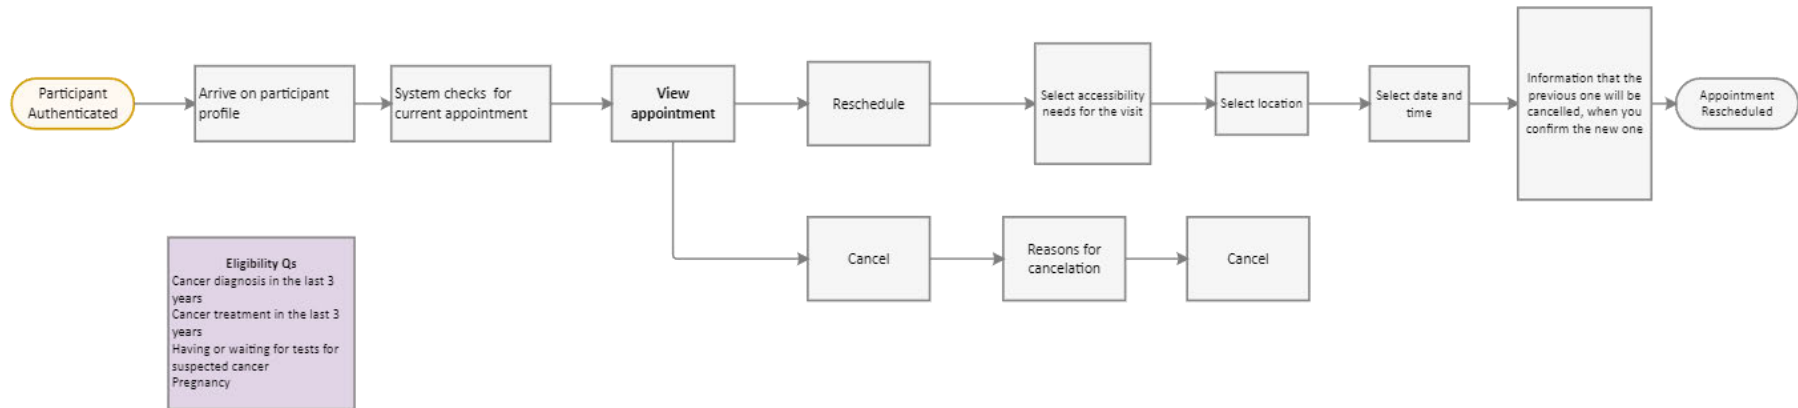 Participant
Authenticated
Arrive on participant
profile
System checks for
current appointment
View
appointment
Reschedule
Select accessibility
needs for the visit
Select location
Select date and
time
Information that the
previous one will be
cancelled, when you
confirm the new one
Appointment
Rescheduled
Cancel
Reasons for
cancelation
Cancel
Eligibility Qs
Cancer diagnosis in the last 3
years
Cancer treatment in the last 3
years
Having or waiting for tests for
suspected cancer
Pregnancy